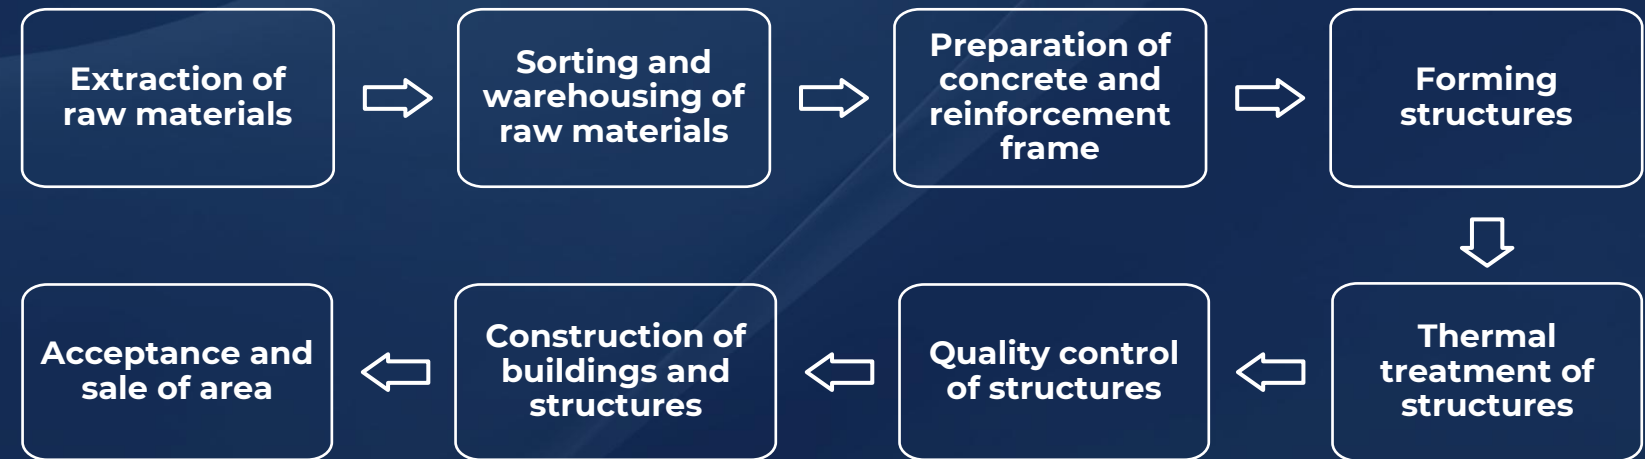 Extraction of
raw materials
Sorting and
warehousing of
raw materials
Preparation of
concrete and
reinforcement
frame
Forming
structures
Thermal
treatment of
structures
Quality control
of structures
Construction of
buildings and
structures
Acceptance and
sale of area